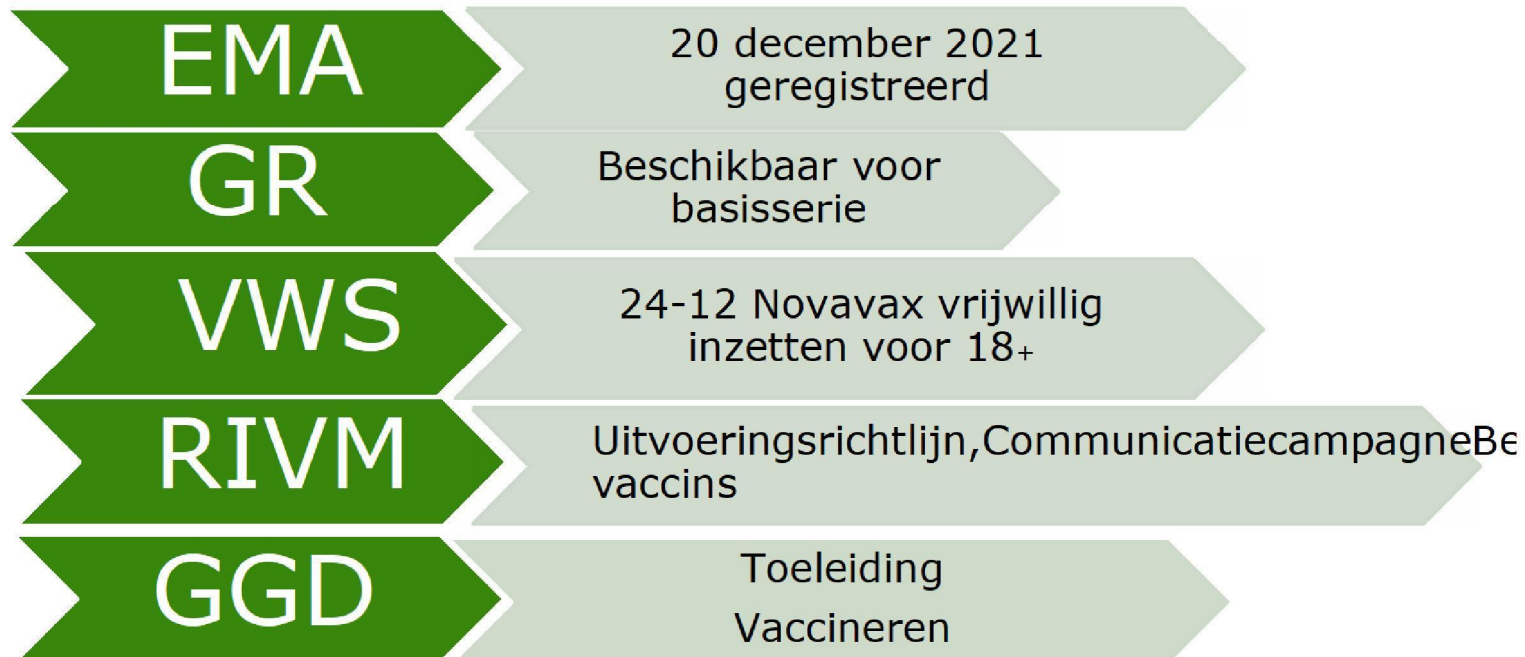 EMA
20 december 2021
geregistreerd
GR
Beschikbaar voor
basisserie
VWS
24-12 Novavax vrijwillig
inzetten voor 18+
RIVM
Uitvoeringsrichtlijn,CommunicatiecampagneBe
vaccins
GGD
Toeleiding
Vaccineren